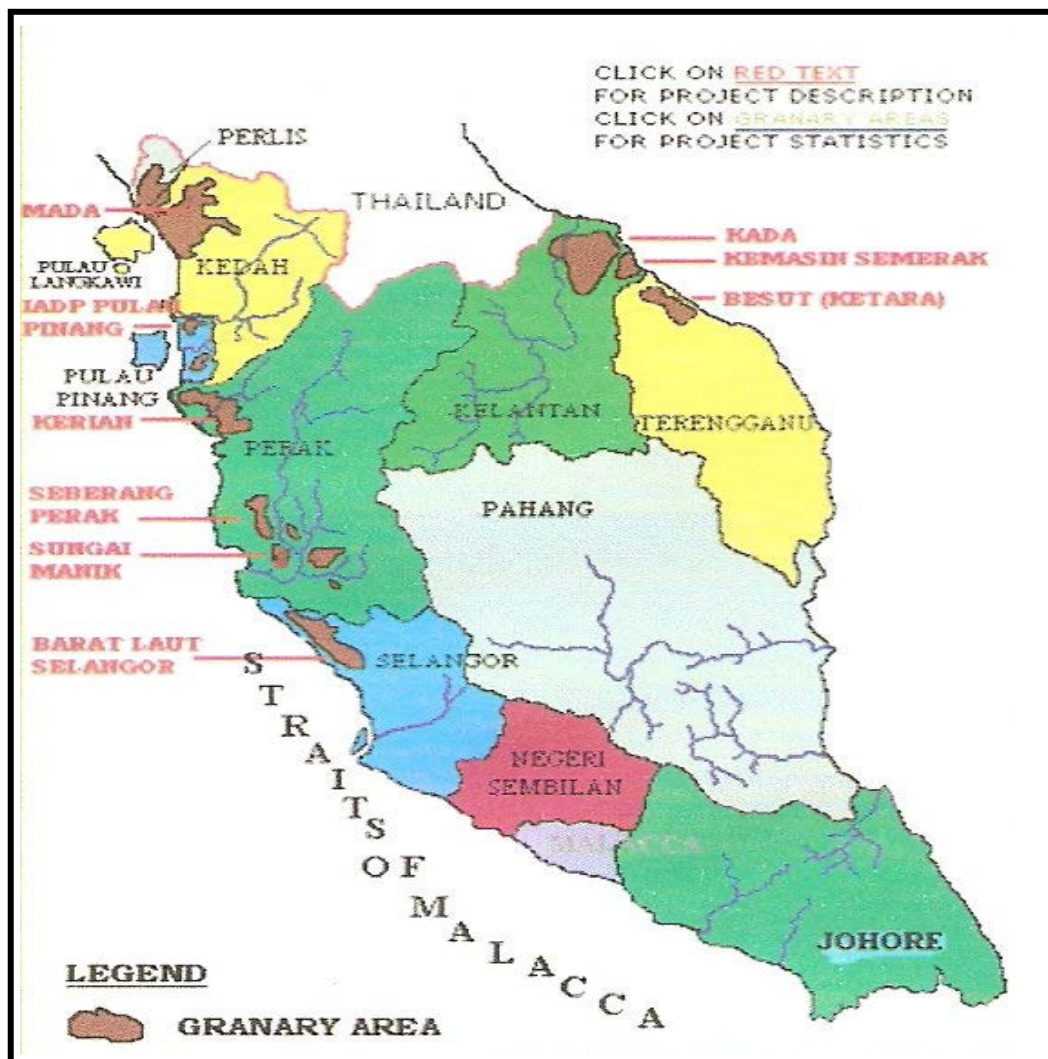 CLICK ON RED TEXT
FOR PROJECT DESCRIPTION
CLICK ON GRANARY AREAS
FOR PROJECT STATISTICS
PERLIS
THAILAND
MADA
KADA
KEMASIN SEMERAK
PULAU
LANGKAWI
KEDAH
BESUT (KETARA)
IADP PULAU
PINANG
PULAU
PINANG
KERIAN
KELANTAN
TERENGGANU
PERAK
SEBERANG
PERAK
PAHANG
SUNGAI
MANIK
BARAT LAUT
SELANGOR
SELANGOR
NEGERI
SEMBILAN
MALACCA
STRAITS OF MALACCA
JOHORE
LEGEND
GRANARY AREA